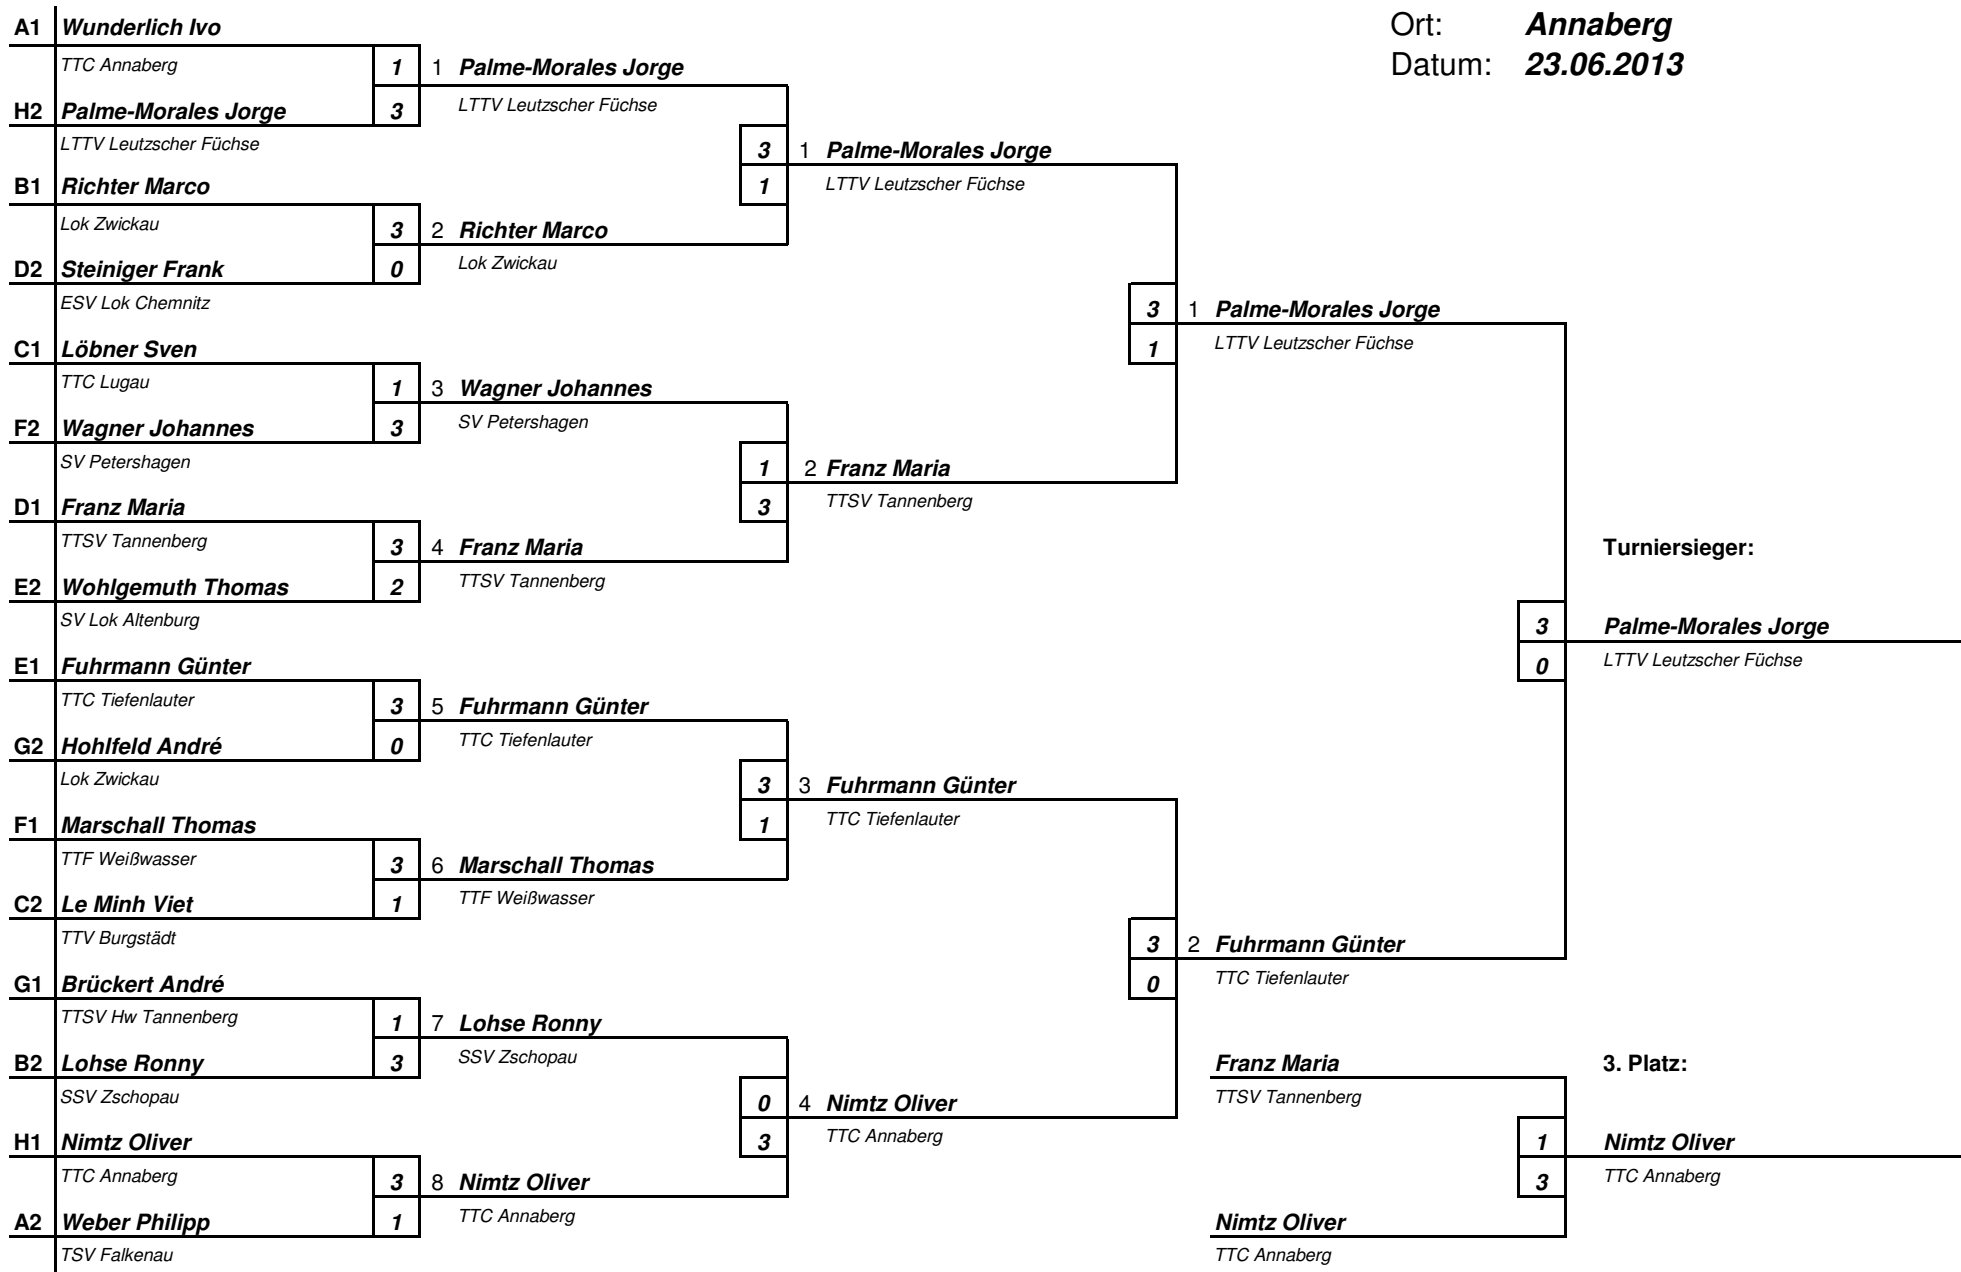 Ort: Annaberg
Datum: 23.06.2013
A1 Wunderlich Ivo
TTC Annaberg 1
H2 Palme-Morales Jorge 3
LTTV Leutzscher Füchse
B1 Richter Marco
Lok Zwickau 3
D2 Steiniger Frank 0
ESV Lok Chemnitz
C1 Löbner Sven
TTC Lugau 1
F2 Wagner Johannes 3
SV Petershagen
D1 Franz Maria
TTSV Tannenberg 3
E2 Wohlgemuth Thomas 2
SV Lok Altenburg
E1 Fuhrmann Günter
TTC Tiefenlauter 3
G2 Hohlfeld André 0
Lok Zwickau
F1 Marschall Thomas
TTF Weißwasser 3
C2 Le Minh Viet 1
TTV Burgstädt
G1 Brückert André
TTSV Hw Tannenberg 1
B2 Lohse Ronny 3
SSV Zschopau
H1 Nimtz Oliver
TTC Annaberg 3
A2 Weber Philipp 1
TSV Falkenau
1 Palme-Morales Jorge
LTTV Leutzscher Füchse
3
1
2 Richter Marco
Lok Zwickau
3 Wagner Johannes
SV Petershagen
1
3
4 Franz Maria
TTSV Tannenberg
5 Fuhrmann Günter
TTC Tiefenlauter
3
1
6 Marschall Thomas
TTF Weißwasser
7 Lohse Ronny
SSV Zschopau
0
3
8 Nimtz Oliver
TTC Annaberg
1 Palme-Morales Jorge
LTTV Leutzscher Füchse
3
1
2 Franz Maria
TTSV Tannenberg
3 Fuhrmann Günter
TTC Tiefenlauter
3
0
4 Nimtz Oliver
TTC Annaberg
1 Palme-Morales Jorge
LTTV Leutzscher Füchse
3
0
2 Fuhrmann Günter
TTC Tiefenlauter
Turniersieger:
Palme-Morales Jorge
LTTV Leutzscher Füchse
Franz Maria
TTSV Tannenberg
1
3
Nimtz Oliver
TTC Annaberg
3. Platz:
Nimtz Oliver
TTC Annaberg